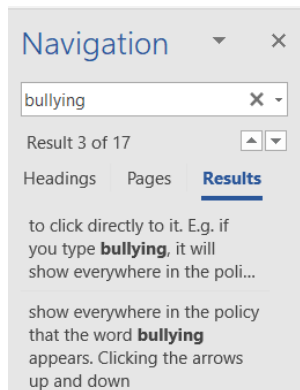 Navigation
bullying
Result 3 of 17
Headings Pages Results
to click directly to it. E.g. if
you type bullying, it will
show everywhere in the poli...
show everywhere in the policy
that the word bullying
appears. Clicking the arrows
up and down